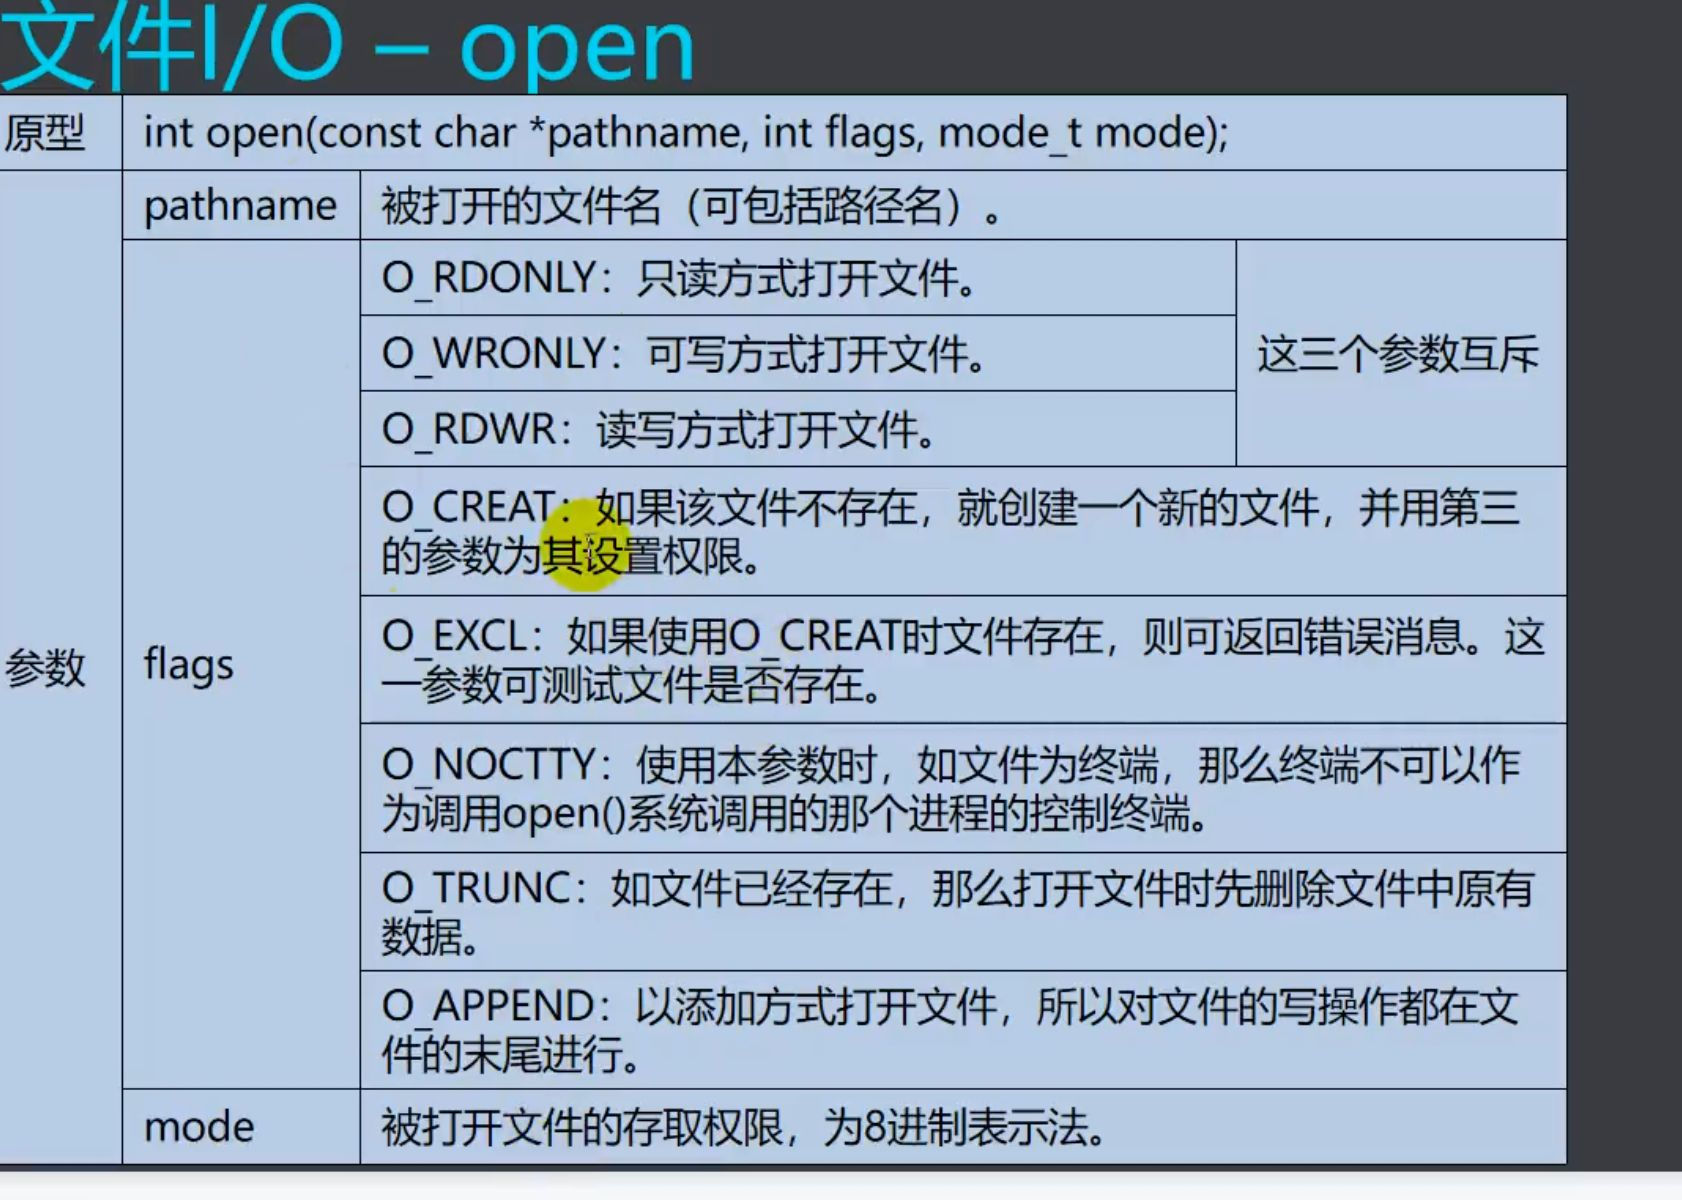 文件I/O – open
原型
int open(const char *pathname, int flags, mode_t mode);
参数
pathname
被打开的文件名（可包括路径名）。
flags
O_RDONLY：只读方式打开文件。
O_WRONLY：可写方式打开文件。
O_RDWR：读写方式打开文件。
这三个参数互斥
O_CREAT：如果该文件不存在，就创建一个新的文件，并用第三
的参数为其设置权限。
O_EXCL：如果使用O_CREAT时文件存在，则可返回错误消息。这
一参数可测试文件是否存在。
O_NOCTTY：使用本参数时，如文件为终端，那么终端不可以作
为调用open()系统调用的那个进程的控制终端。
O_TRUNC：如文件已经存在，那么打开文件时先删除文件中原有
数据。
O_APPEND：以添加方式打开文件，所以对文件的写操作都在文
件的末尾进行。
mode
被打开文件的存取权限，为8进制表示法。